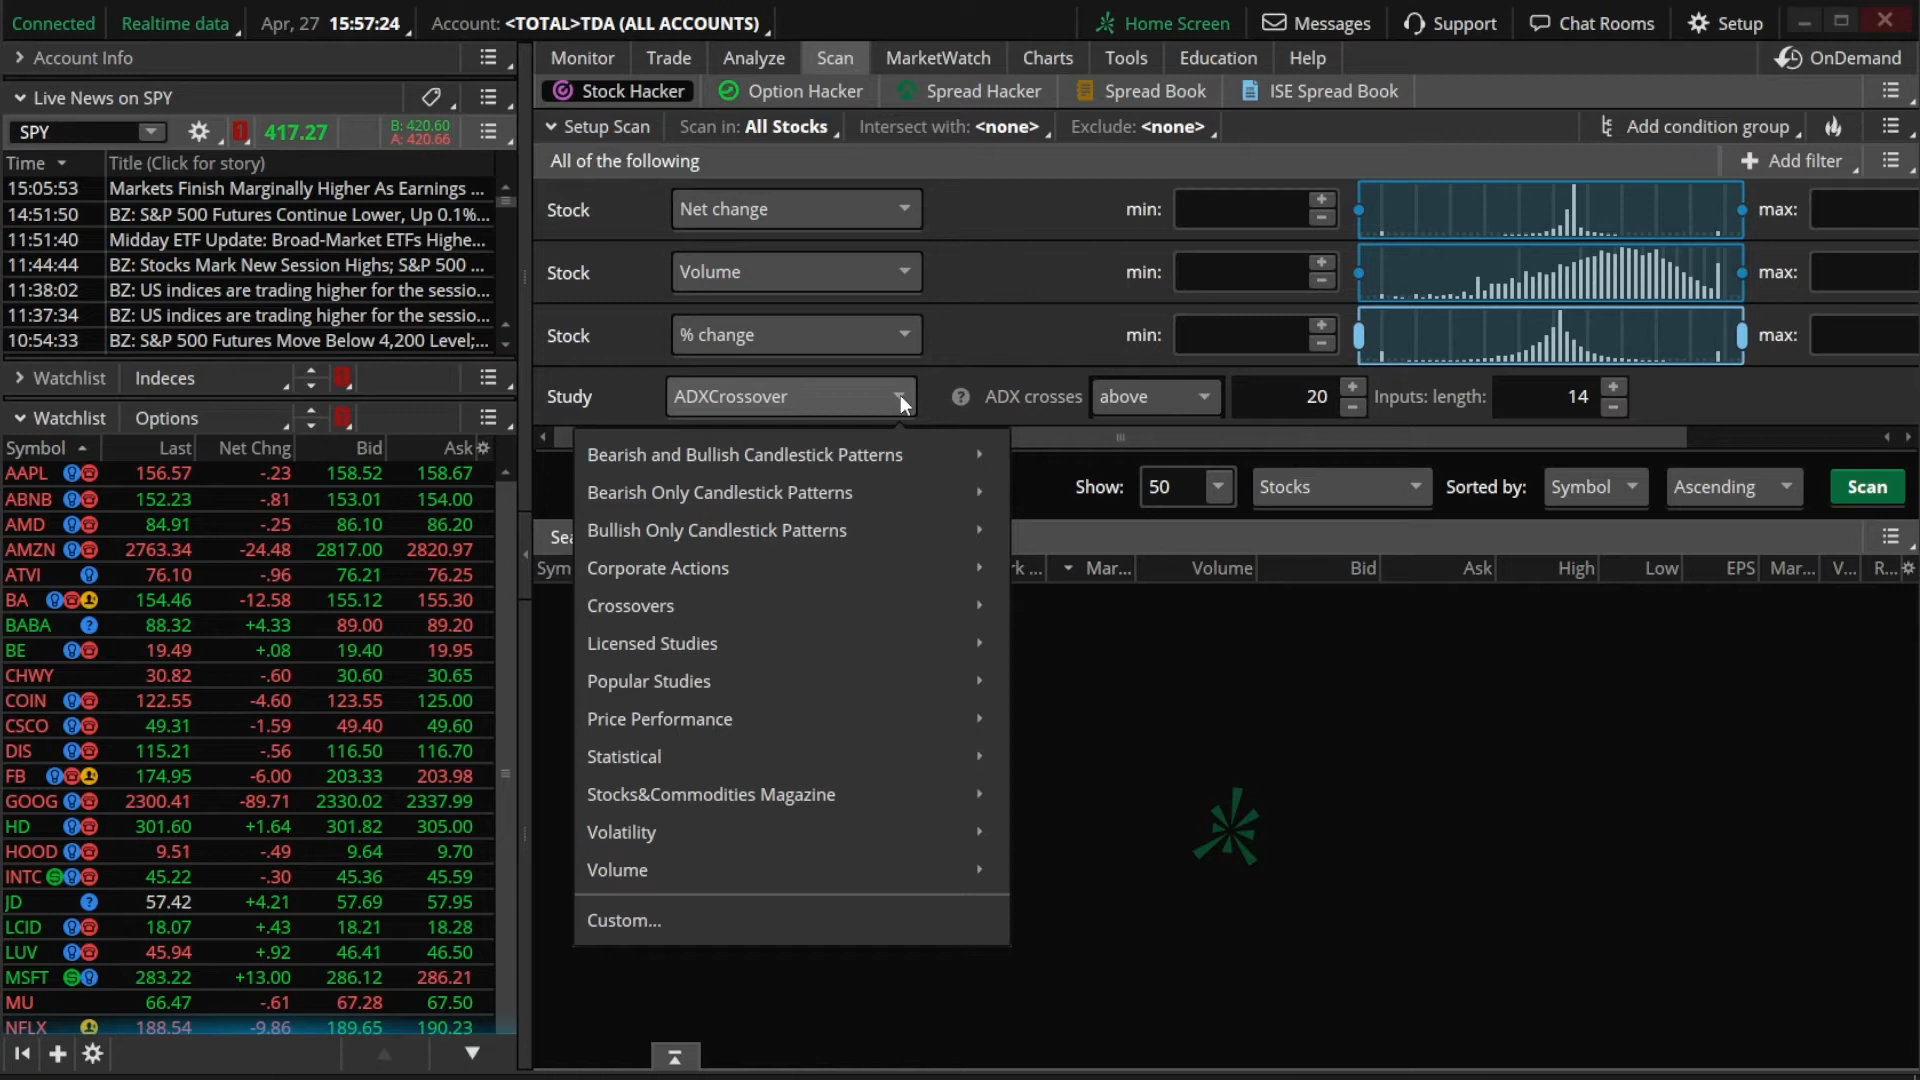 Connected Realtime data Apr, 27 15:57:24 Account: <TOTAL>TDA (ALL ACCOUNTS) Home Screen Messages Support Chat Rooms Setup
Account Info
Live News on SPY
SPY 1 417.27 B: 420.60 A: 420.66
Time Title (Click for story)
15:05:53 Markets Finish Marginally Higher As Earnings ...
14:51:50 BZ: S&P 500 Futures Continue Lower, Up 0.1%...
11:51:40 Midday ETF Update: Broad-Market ETFs Highe...
11:44:44 BZ: Stocks Mark New Session Highs; S&P 500 ...
11:38:02 BZ: US indices are trading higher for the sessio...
11:37:34 BZ: US indices are trading higher for the sessio...
10:54:33 BZ: S&P 500 Futures Move Below 4,200 Level;...
Watchlist Indeces
Watchlist Options
Symbol Last Net Chng Bid Ask
AAPL 156.57 -.23 158.52 158.67
ABNB 152.23 -.81 153.01 154.00
AMD 84.91 -.25 86.10 86.20
AMZN 2763.34 -24.48 2817.00 2820.97
ATVI 76.10 -.96 76.21 76.25
BA 154.46 -12.58 155.12 155.30
BABA 88.32 +4.33 89.00 89.20
BE 19.49 +.08 19.40 19.95
CHWY 30.82 -.60 30.60 30.65
COIN 122.55 -4.60 123.55 125.00
CSCO 49.31 -1.59 49.40 49.60
DIS 115.21 -.56 116.50 116.70
FB 174.95 -6.00 203.33 203.98
GOOG 2300.41 -89.71 2330.02 2337.99
HD 301.60 +1.64 301.82 305.00
HOOD 9.51 -.49 9.64 9.70
INTC 45.22 -.30 45.36 45.59
JD 57.42 +4.21 57.69 57.95
LCID 18.07 +.43 18.21 18.28
LUV 45.94 +.92 46.41 46.50
MSFT 283.22 +13.00 286.12 286.21
MU 66.47 -.61 67.28 67.50
NFLX 188.54 -9.86 189.65 190.23
Monitor Trade Analyze Scan MarketWatch Charts Tools Education Help OnDemand
Stock Hacker Option Hacker Spread Hacker Spread Book ISE Spread Book
Setup Scan Scan in: All Stocks Intersect with: <none> Exclude: <none> Add condition group
All of the following Add filter
Stock Net change min: max:
Stock Volume min: max:
Stock % change min: max:
Study ADXCrossover ADX crosses above 20 Inputs: length: 14
Bearish and Bullish Candlestick Patterns
Bearish Only Candlestick Patterns
Bullish Only Candlestick Patterns
Corporate Actions
Crossovers
Licensed Studies
Popular Studies
Price Performance
Statistical
Stocks&Commodities Magazine
Volatility
Volume
Custom...
Show: 50 Stocks Sorted by: Symbol Ascending Scan
Sea
Sym rk ... Mar... Volume Bid Ask High Low EPS Mar... V... R...